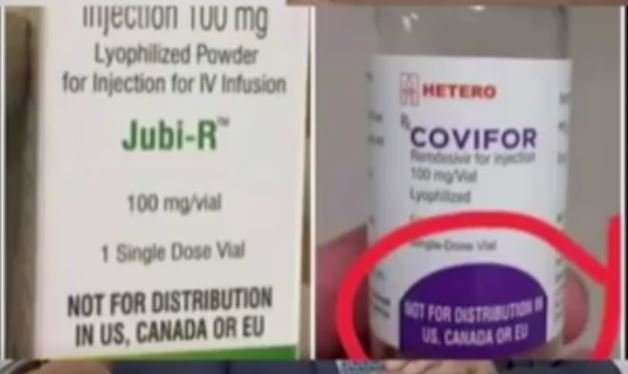 Injection 100 mg
Lyophilized Powder
for Injection for IV Infusion
Jubi-R™
100 mg/vial
1 Single Dose Vial
NOT FOR DISTRIBUTION
IN US, CANADA OR EU
HETERO
Rx
COVIFOR
Remdesivir for Injection
100 mg/Vial
Lyophilized
Single-Dose Vial
NOT FOR DISTRIBUTION IN
US, CANADA OR EU